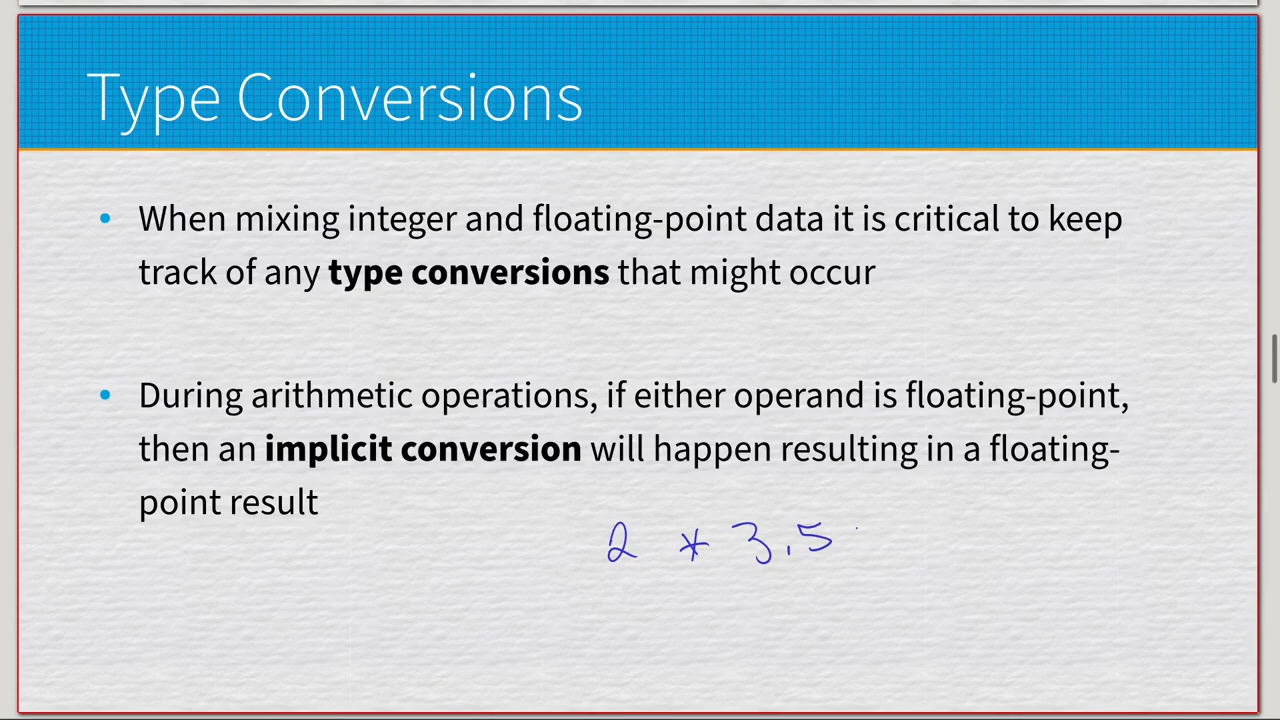 Type Conversions
• When mixing integer and floating-point data it is critical to keep
track of any type conversions that might occur
• During arithmetic operations, if either operand is floating-point,
then an implicit conversion will happen resulting in a floating-
point result
2 * 3.5